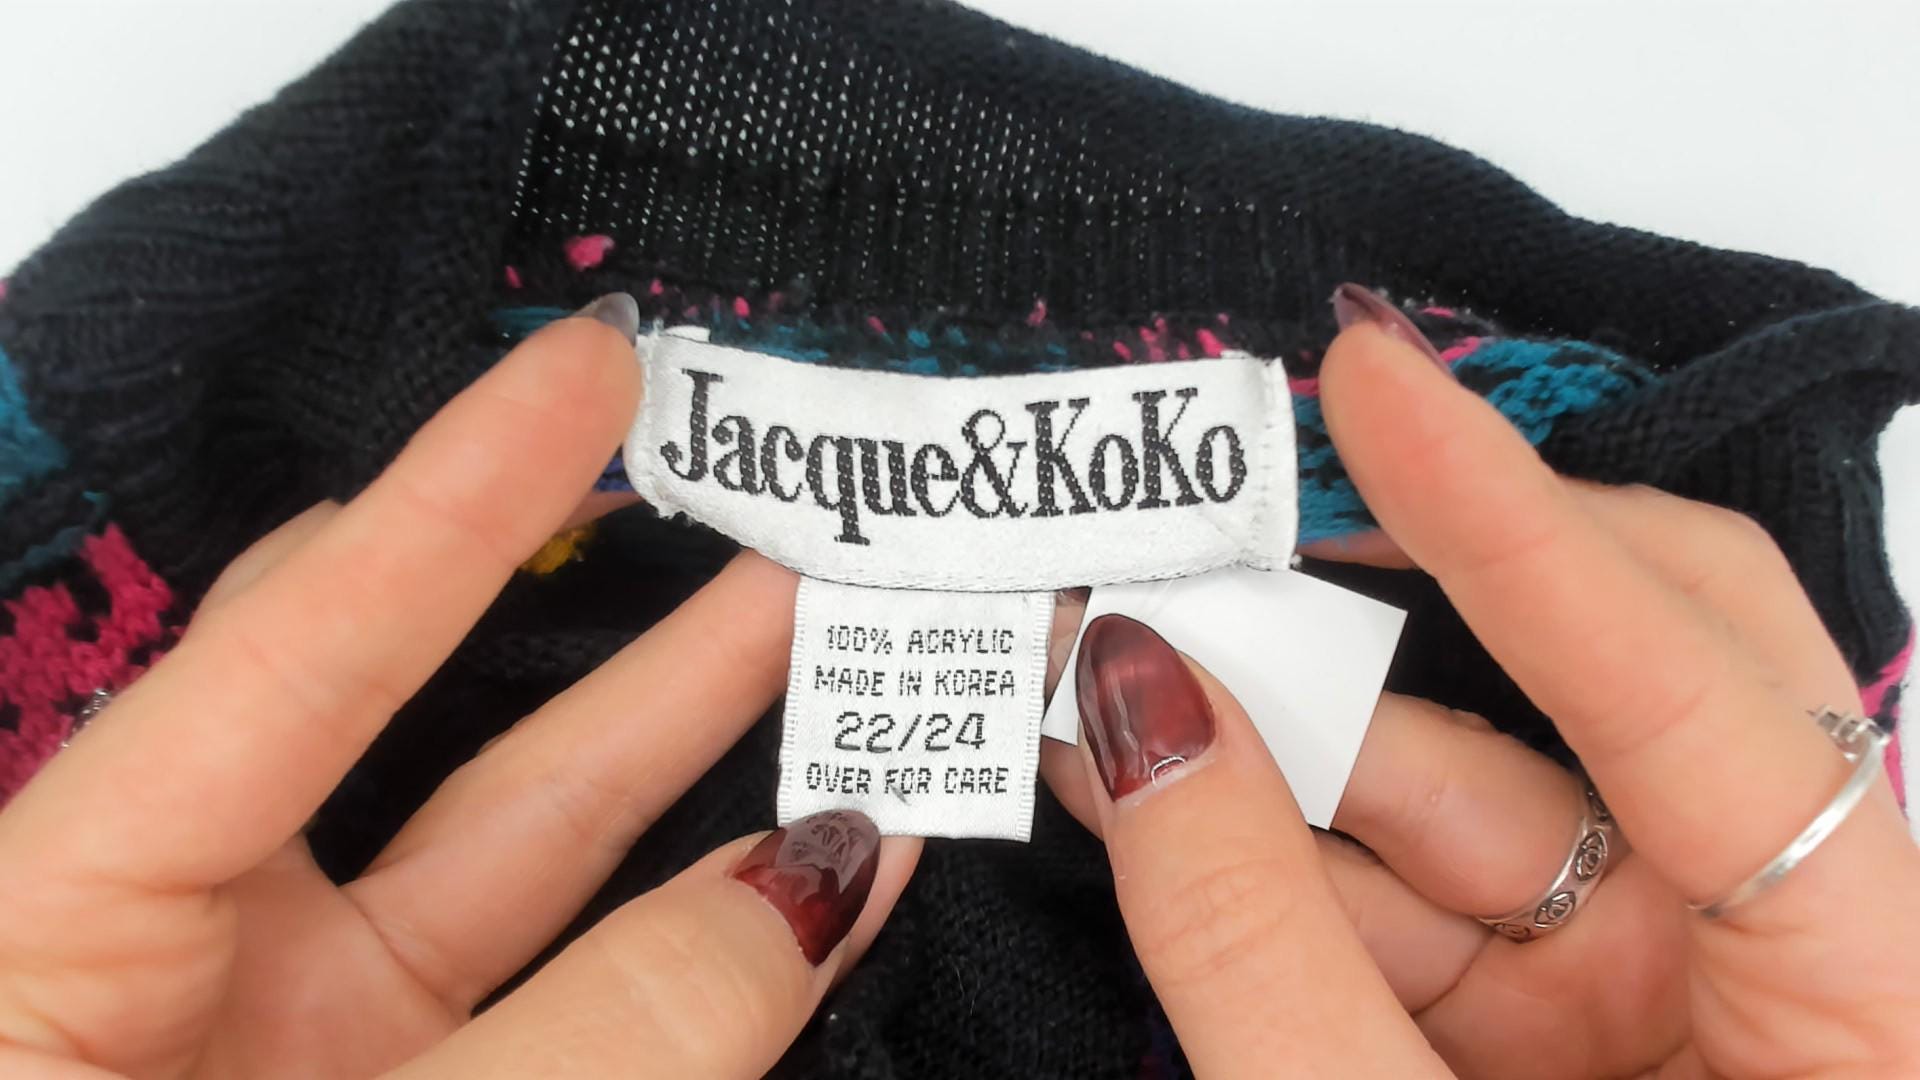 Jacque&KoKo
100% ACRYLIC
MADE IN KOREA
22/24
OVER FOR CARE